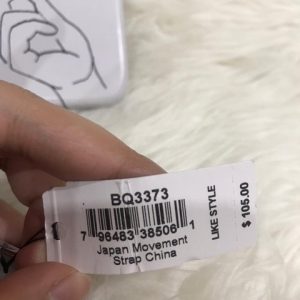 BQ3373
7 96483 38506 1
Japan Movement
Strap China
LIKE STYLE
$105.00